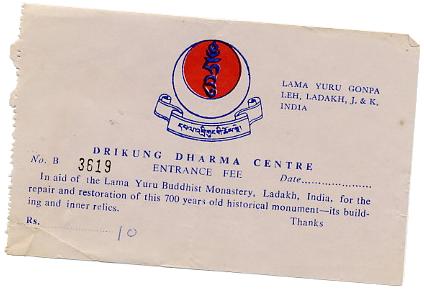 LAMA YURU GONPA
LEH, LADAKH, J. & K.
INDIA
DRIKUNG DHARMA CENTRE
No. B 3619 ENTRANCE FEE Date.....................
In aid of the Lama Yuru Buddhist Monastery, Ladakh, India, for the
repair and restoration of this 700 years old historical monument—its build-
ing and inner relics. Thanks
Rs. ..................... 10